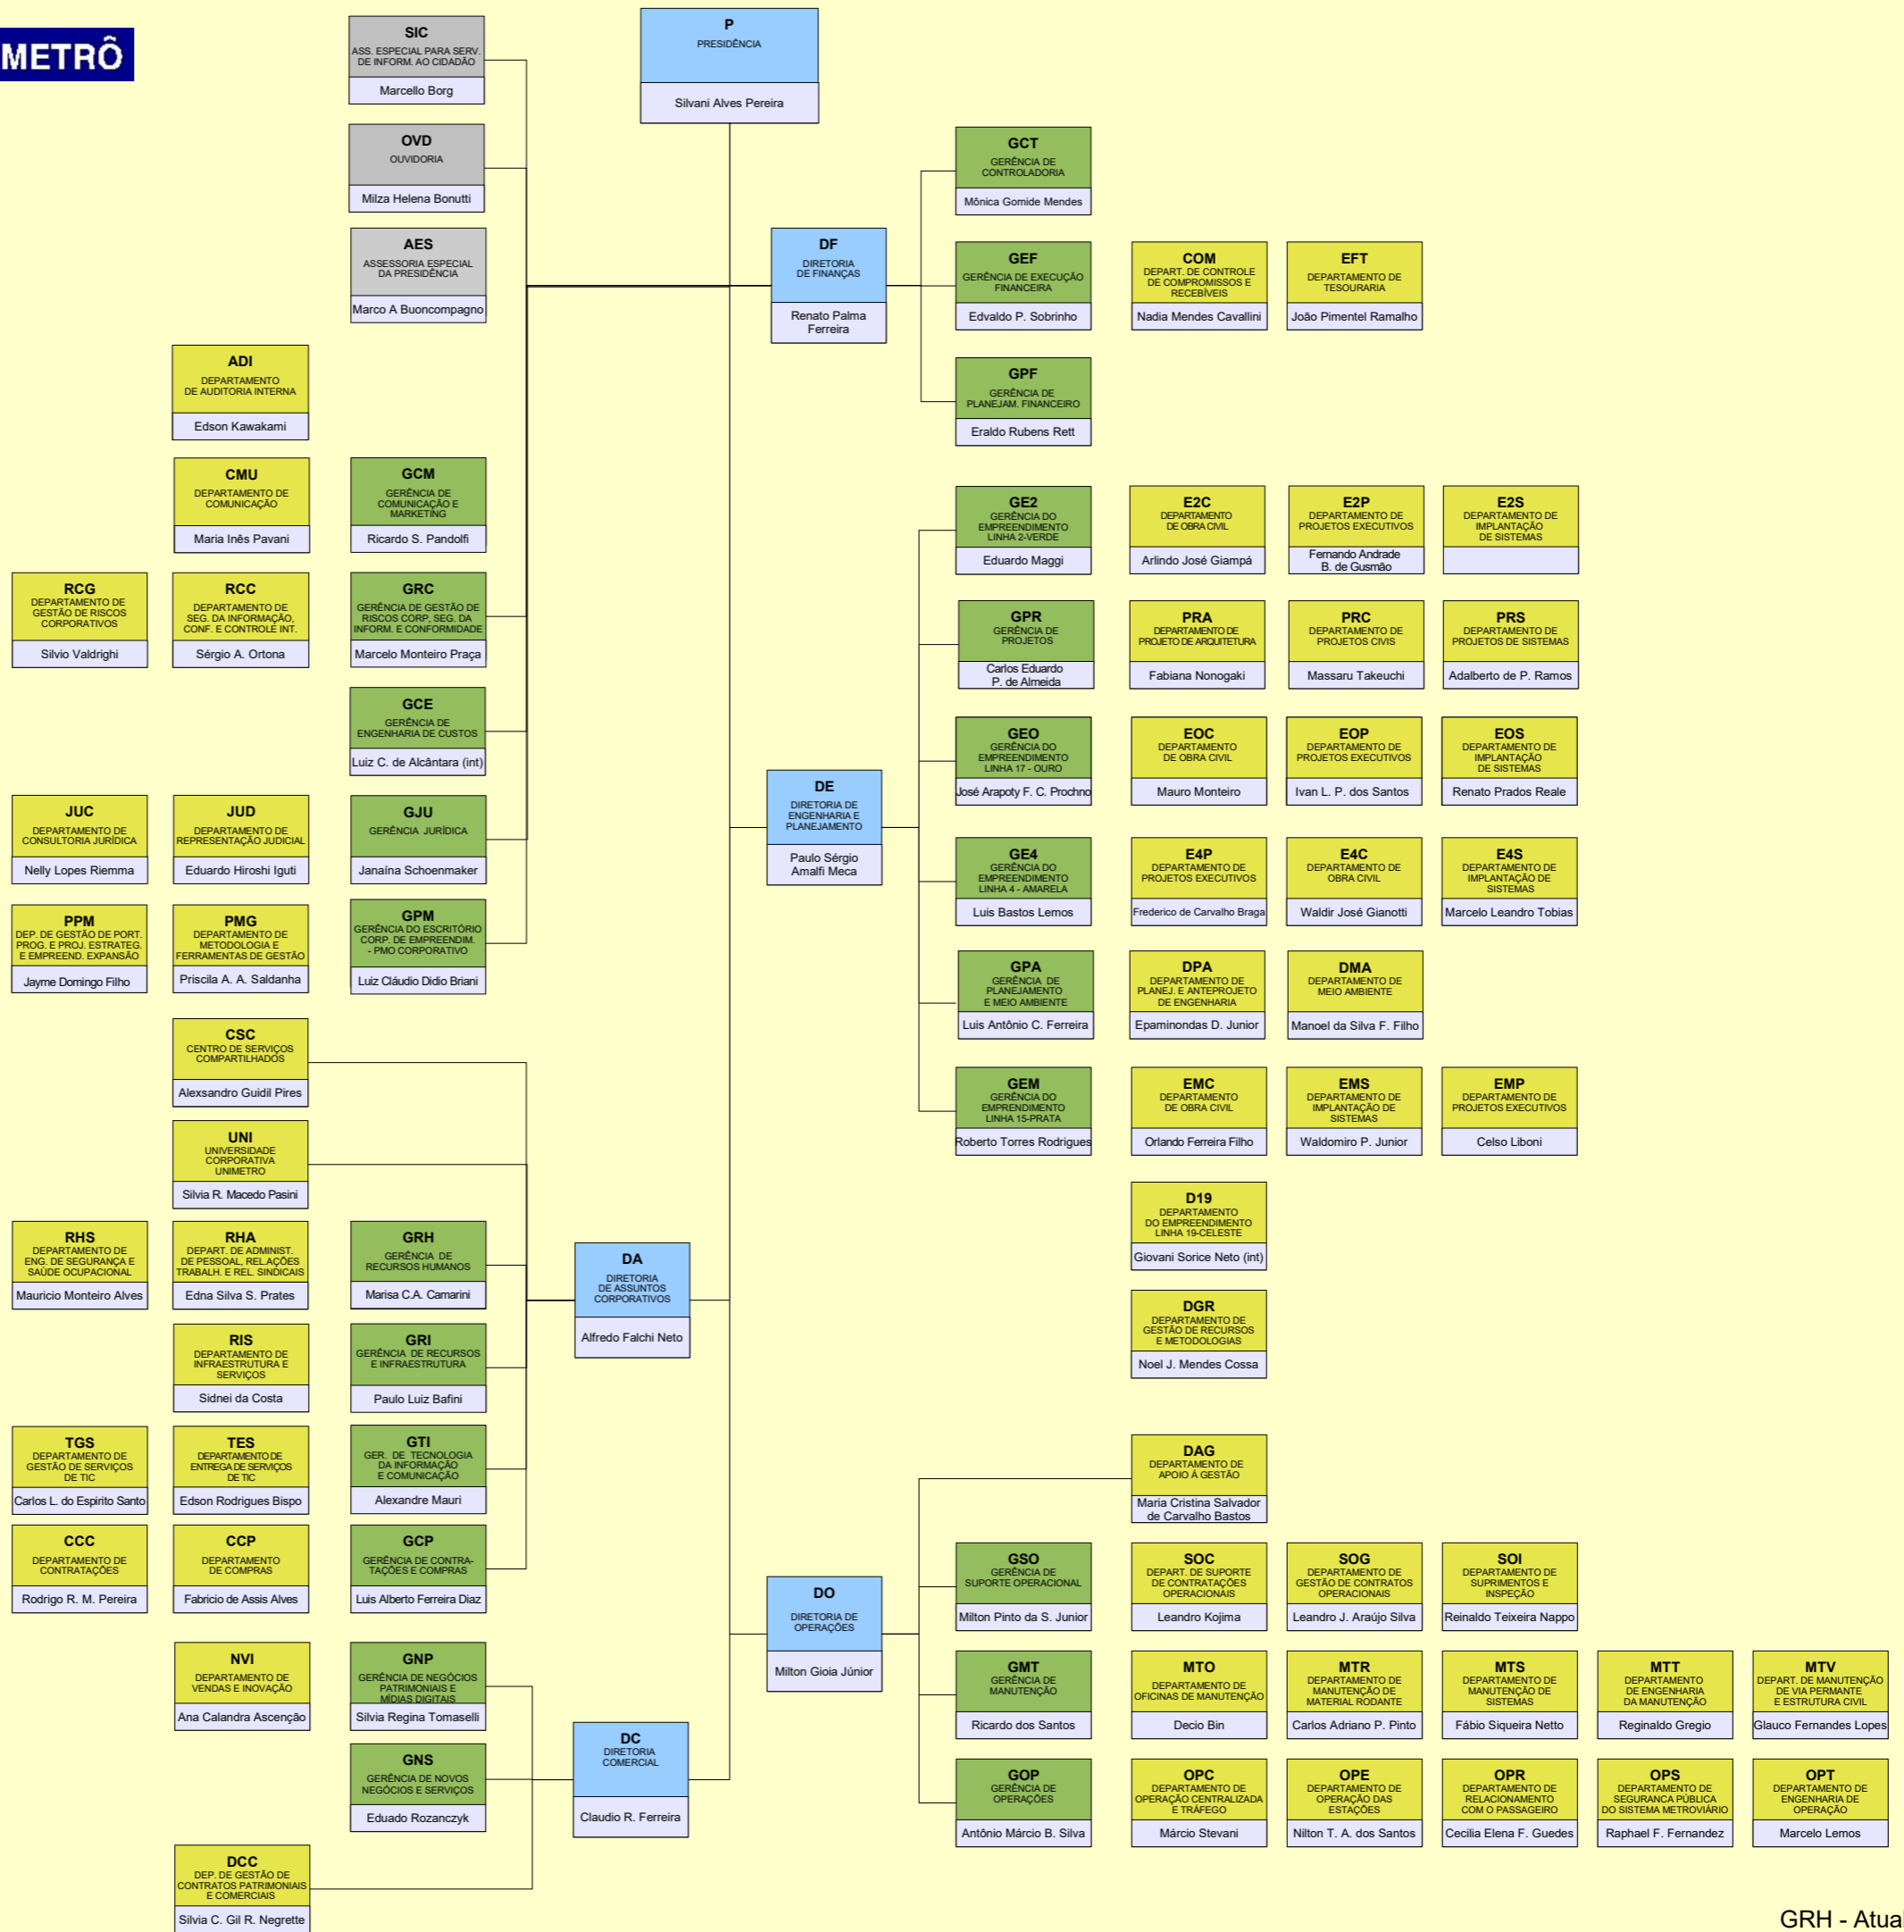 METRÔ
SIC
ASS. ESPECIAL PARA SERV.
DE INFORM. AO CIDADÃO
Marcello Borg
P
PRESIDÊNCIA
Silvani Alves Pereira
OVD
OUVIDORIA
Milza Helena Bonutti
AES
ASSESSORIA ESPECIAL
DA PRESIDÊNCIA
Marco A Buoncompagno
GCT
GERÊNCIA DE
CONTROLADORIA
Mônica Gomide Mendes
DF
DIRETORIA
DE FINANÇAS
Renato Palma
Ferreira
GEF
GERÊNCIA DE EXECUÇÃO
FINANCEIRA
Edvaldo P. Sobrinho
COM
DEPART. DE CONTROLE
DE COMPROMISSOS E
RECEBÍVEIS
Nadia Mendes Cavallini
EFT
DEPARTAMENTO DE
TESOURARIA
João Pimentel Ramalho
GPF
GERÊNCIA DE
PLANEJAM. FINANCEIRO
Eraldo Rubens Rett
ADI
DEPARTAMENTO
DE AUDITORIA INTERNA
Edson Kawakami
CMU
DEPARTAMENTO DE
COMUNICAÇÃO
Maria Inês Pavani
GCM
GERÊNCIA DE
COMUNICAÇÃO E
MARKETING
Ricardo S. Pandolfi
RCG
DEPARTAMENTO DE
GESTÃO DE RISCOS
CORPORATIVOS
Silvio Valdrighi
RCC
DEPARTAMENTO DE
SEG. DA INFORMAÇÃO,
CONF. E CONTROLE INT.
Sérgio A. Ortona
GRC
GERÊNCIA DE GESTÃO DE
RISCOS CORP, SEG. DA
INFORM. E CONFORMIDADE
Marcelo Monteiro Praça
GCE
GERÊNCIA DE
ENGENHARIA DE CUSTOS
Luiz C. de Alcântara (int)
JUC
DEPARTAMENTO DE
CONSULTORIA JURÍDICA
Nelly Lopes Riemma
JUD
DEPARTAMENTO DE
REPRESENTAÇÃO JUDICIAL
Eduardo Hiroshi Iguti
GJU
GERÊNCIA JURÍDICA
Janaína Schoenmaker
PPM
DEP. DE GESTÃO DE PORT.
PROG. E PROJ. ESTRATEG.
E EMPREEND. EXPANSÃO
Jayme Domingo Filho
PMG
DEPARTAMENTO DE
METODOLOGIA E
FERRAMENTAS DE GESTÃO
Priscila A. A. Saldanha
GPM
GERÊNCIA DO ESCRITÓRIO
CORP. DE EMPREENDIM.
- PMO CORPORATIVO
Luiz Cláudio Didio Briani
GE2
GERÊNCIA DO
EMPREENDIMENTO
LINHA 2-VERDE
Eduardo Maggi
E2C
DEPARTAMENTO
DE OBRA CIVIL
Arlindo José Giampá
E2P
DEPARTAMENTO DE
PROJETOS EXECUTIVOS
Fernando Andrade
B. de Gusmão
E2S
DEPARTAMENTO DE
IMPLANTAÇÃO
DE SISTEMAS
GPR
GERÊNCIA DE
PROJETOS
Carlos Eduardo
P. de Almeida
PRA
DEPARTAMENTO DE
PROJETO DE ARQUITETURA
Fabiana Nonogaki
PRC
DEPARTAMENTO DE
PROJETOS CIVIS
Massaru Takeuchi
PRS
DEPARTAMENTO DE
PROJETOS DE SISTEMAS
Adalberto de P. Ramos
GEO
GERÊNCIA DO
EMPREENDIMENTO
LINHA 17 - OURO
José Arapoty F. C. Prochno
EOC
DEPARTAMENTO
DE OBRA CIVIL
Mauro Monteiro
EOP
DEPARTAMENTO DE
PROJETOS EXECUTIVOS
Ivan L. P. dos Santos
EOS
DEPARTAMENTO DE
IMPLANTAÇÃO
DE SISTEMAS
Renato Prados Reale
DE
DIRETORIA DE
ENGENHARIA E
PLANEJAMENTO
Paulo Sérgio
Amalfi Meca
GE4
GERÊNCIA DO
EMPREENDIMENTO
LINHA 4 - AMARELA
Luis Bastos Lemos
E4P
DEPARTAMENTO DE
PROJETOS EXECUTIVOS
Frederico de Carvalho Braga
E4C
DEPARTAMENTO DE
OBRA CIVIL
Waldir José Gianotti
E4S
DEPARTAMENTO DE
IMPLANTAÇÃO DE
SISTEMAS
Marcelo Leandro Tobias
GPA
GERÊNCIA DE
PLANEJAMENTO
E MEIO AMBIENTE
Luis Antônio C. Ferreira
DPA
DEPARTAMENTO DE
PLANEJ. E ANTEPROJETO
DE ENGENHARIA
Epaminondas D. Junior
DMA
DEPARTAMENTO DE
MEIO AMBIENTE
Manoel da Silva F. Filho
GEM
GERÊNCIA DO
EMPRENDIMENTO
LINHA 15-PRATA
Roberto Torres Rodrigues
EMC
DEPARTAMENTO
DE OBRA CIVIL
Orlando Ferreira Filho
EMS
DEPARTAMENTO DE
IMPLANTAÇÃO DE
SISTEMAS
Waldomiro P. Junior
EMP
DEPARTAMENTO DE
PROJETOS EXECUTIVOS
Celso Liboni
D19
DEPARTAMENTO
DO EMPREENDIMENTO
LINHA 19-CELESTE
Giovani Sorice Neto (int)
DGR
DEPARTAMENTO DE
GESTÃO DE RECURSOS
E METODOLOGIAS
Noel J. Mendes Cossa
CSC
CENTRO DE SERVIÇOS
COMPARTILHADOS
Alexsandro Guidil Pires
UNI
UNIVERSIDADE
CORPORATIVA
UNIMETRO
Silvia R. Macedo Pasini
RHS
DEPARTAMENTO DE
ENG. DE SEGURANÇA E
SAÚDE OCUPACIONAL
Mauricio Monteiro Alves
RHA
DEPART. DE ADMINIST.
DE PESSOAL, REL.AÇÕES
TRABALH. E REL. SINDICAIS
Edna Silva S. Prates
GRH
GERÊNCIA DE
RECURSOS HUMANOS
Marisa C.A. Camarini
DA
DIRETORIA
DE ASSUNTOS
CORPORATIVOS
Alfredo Falchi Neto
RIS
DEPARTAMENTO DE
INFRAESTRUTURA E
SERVIÇOS
Sidnei da Costa
GRI
GERÊNCIA DE RECURSOS
E INFRAESTRUTURA
Paulo Luiz Bafini
TGS
DEPARTAMENTO DE
GESTÃO DE SERVIÇOS
DE TIC
Carlos L. do Espirito Santo
TES
DEPARTAMENTO DE
ENTREGA DE SERVIÇOS
DE TIC
Edson Rodrigues Bispo
GTI
GER. DE TECNOLOGIA
DA INFORMAÇÃO
E COMUNICAÇÃO
Alexandre Mauri
CCC
DEPARTAMENTO DE
CONTRATAÇÕES
Rodrigo R. M. Pereira
CCP
DEPARTAMENTO
DE COMPRAS
Fabricio de Assis Alves
GCP
GERÊNCIA DE CONTRA-
TAÇÕES E COMPRAS
Luis Alberto Ferreira Diaz
NVI
DEPARTAMENTO DE
VENDAS E INOVAÇÃO
Ana Calandra Ascenção
GNP
GERÊNCIA DE NEGÓCIOS
PATRIMONIAIS E
MÍDIAS DIGITAIS
Silvia Regina Tomaselli
GNS
GERÊNCIA DE NOVOS
NEGÓCIOS E SERVIÇOS
Eduado Rozanczyk
DC
DIRETORIA
COMERCIAL
Claudio R. Ferreira
DCC
DEP. DE GESTÃO DE
CONTRATOS PATRIMONIAIS
E COMERCIAIS
Silvia C. Gil R. Negrette
DAG
DEPARTAMENTO DE
APOIO Á GESTÃO
Maria Cristina Salvador
de Carvalho Bastos
DO
DIRETORIA DE
OPERAÇÕES
Milton Gioia Júnior
GSO
GERÊNCIA DE
SUPORTE OPERACIONAL
Milton Pinto da S. Junior
SOC
DEPART. DE SUPORTE
DE CONTRATAÇÕES
OPERACIONAIS
Leandro Kojima
SOG
DEPARTAMENTO DE
GESTÃO DE CONTRATOS
OPERACIONAIS
Leandro J. Araújo Silva
SOI
DEPARTAMENTO DE
SUPRIMENTOS E
INSPEÇÃO
Reinaldo Teixeira Nappo
GMT
GERÊNCIA DE
MANUTENÇÃO
Ricardo dos Santos
MTO
DEPARTAMENTO DE
OFICINAS DE MANUTENÇÃO
Decio Bin
MTR
DEPARTAMENTO DE
MANUTENÇÃO DE
MATERIAL RODANTE
Carlos Adriano P. Pinto
MTS
DEPARTAMENTO DE
MANUTENÇÃO DE
SISTEMAS
Fábio Siqueira Netto
MTT
DEPARTAMENTO
DE ENGENHARIA
DA MANUTENÇÃO
Reginaldo Gregio
MTV
DEPART. DE MANUTENÇÃO
DE VIA PERMANTE
E ESTRUTURA CIVIL
Glauco Fernandes Lopes
GOP
GERÊNCIA DE
OPERAÇÕES
Antônio Márcio B. Silva
OPC
DEPARTAMENTO DE
OPERAÇÃO CENTRALIZADA
E TRÁFEGO
Márcio Stevani
OPE
DEPARTAMENTO DE
OPERAÇÃO DAS
ESTAÇÕES
Nilton T. A. dos Santos
OPR
DEPARTAMENTO DE
RELACIONAMENTO
COM O PASSAGEIRO
Cecilia Elena F. Guedes
OPS
DEPARTAMENTO DE
SEGURANCA PÚBLICA
DO SISTEMA METROVIÁRIO
Raphael F. Fernandez
OPT
DEPARTAMENTO DE
ENGENHARIA DE
OPERAÇÃO
Marcelo Lemos
GRH - Atua